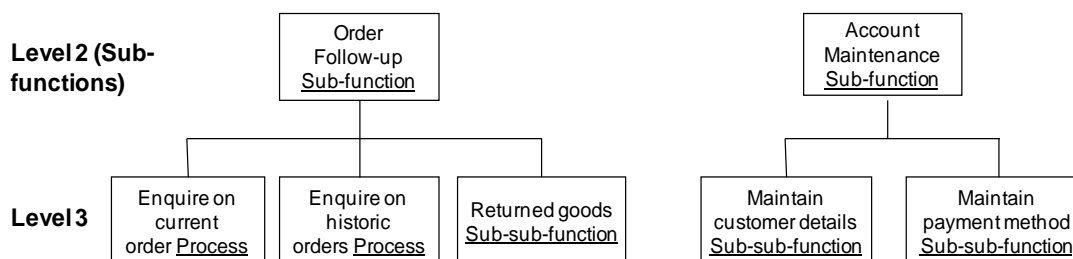 Level 2 (Sub-
functions)
Order
Follow-up
Sub-function
Account
Maintenance
Sub-function
Level 3
Enquire on
current
order Process
Enquire on
historic
orders Process
Returned goods
Sub-sub-function
Maintain
customer details
Sub-sub-function
Maintain
payment method
Sub-sub-function